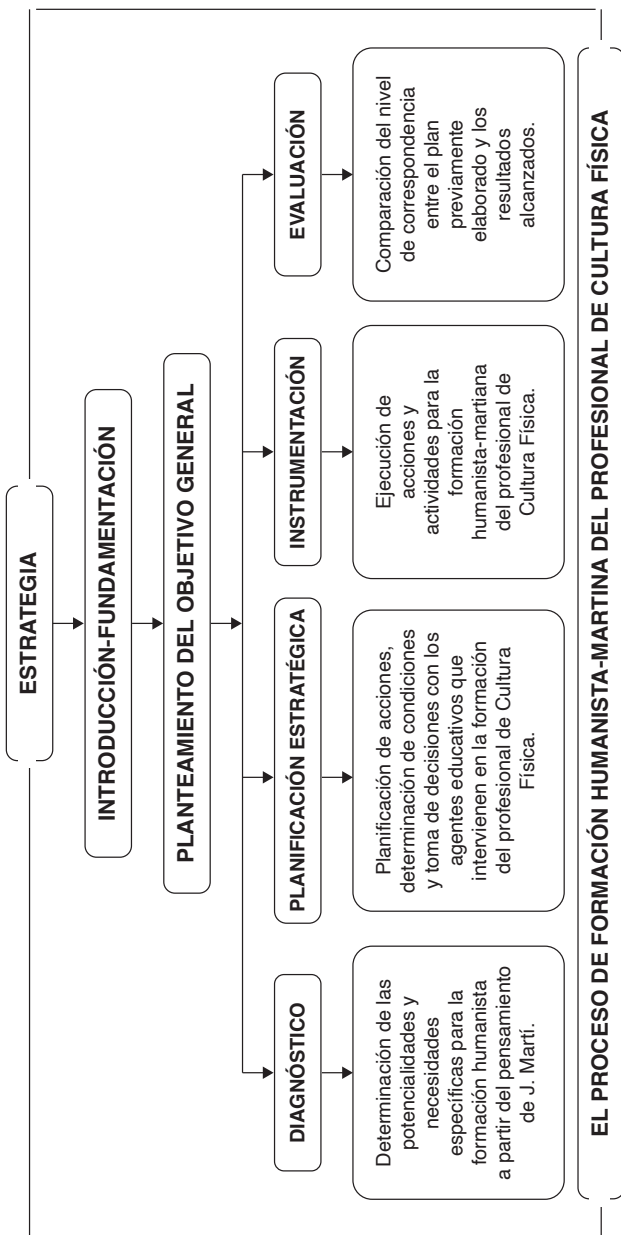 ESTRATEGIA
INTRODUCCIÓN-FUNDAMENTACIÓN
PLANTEAMIENTO DEL OBJETIVO GENERAL
DIAGNÓSTICO
Determinación de las
potencialidades y
necesidades
específicas para la
formación humanista
a partir del pensamiento
de J. Martí.
PLANIFICACIÓN ESTRATÉGICA
Planificación de acciones,
determinación de condiciones
y toma de decisiones con los
agentes educativos que
intervienen en la formación
del profesional de Cultura
Física.
INSTRUMENTACIÓN
Ejecución de
acciones y
actividades para la
formación
humanista-martiana
del profesional de
Cultura Física.
EVALUACIÓN
Comparación del nivel
de correspondencia
entre el plan
previamente
elaborado y los
resultados
alcanzados.
EL PROCESO DE FORMACIÓN HUMANISTA-MARTINA DEL PROFESIONAL DE CULTURA FÍSICA